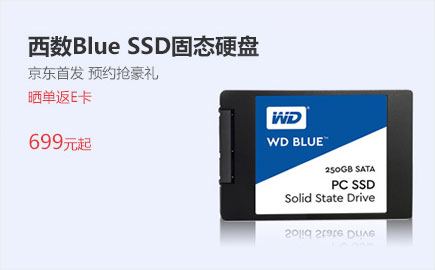 西数Blue SSD固态硬盘
京东首发 预约抢豪礼
晒单返E卡
699元起
WD
WD BLUE™
250GB SATA
PC SSD
Solid State Drive